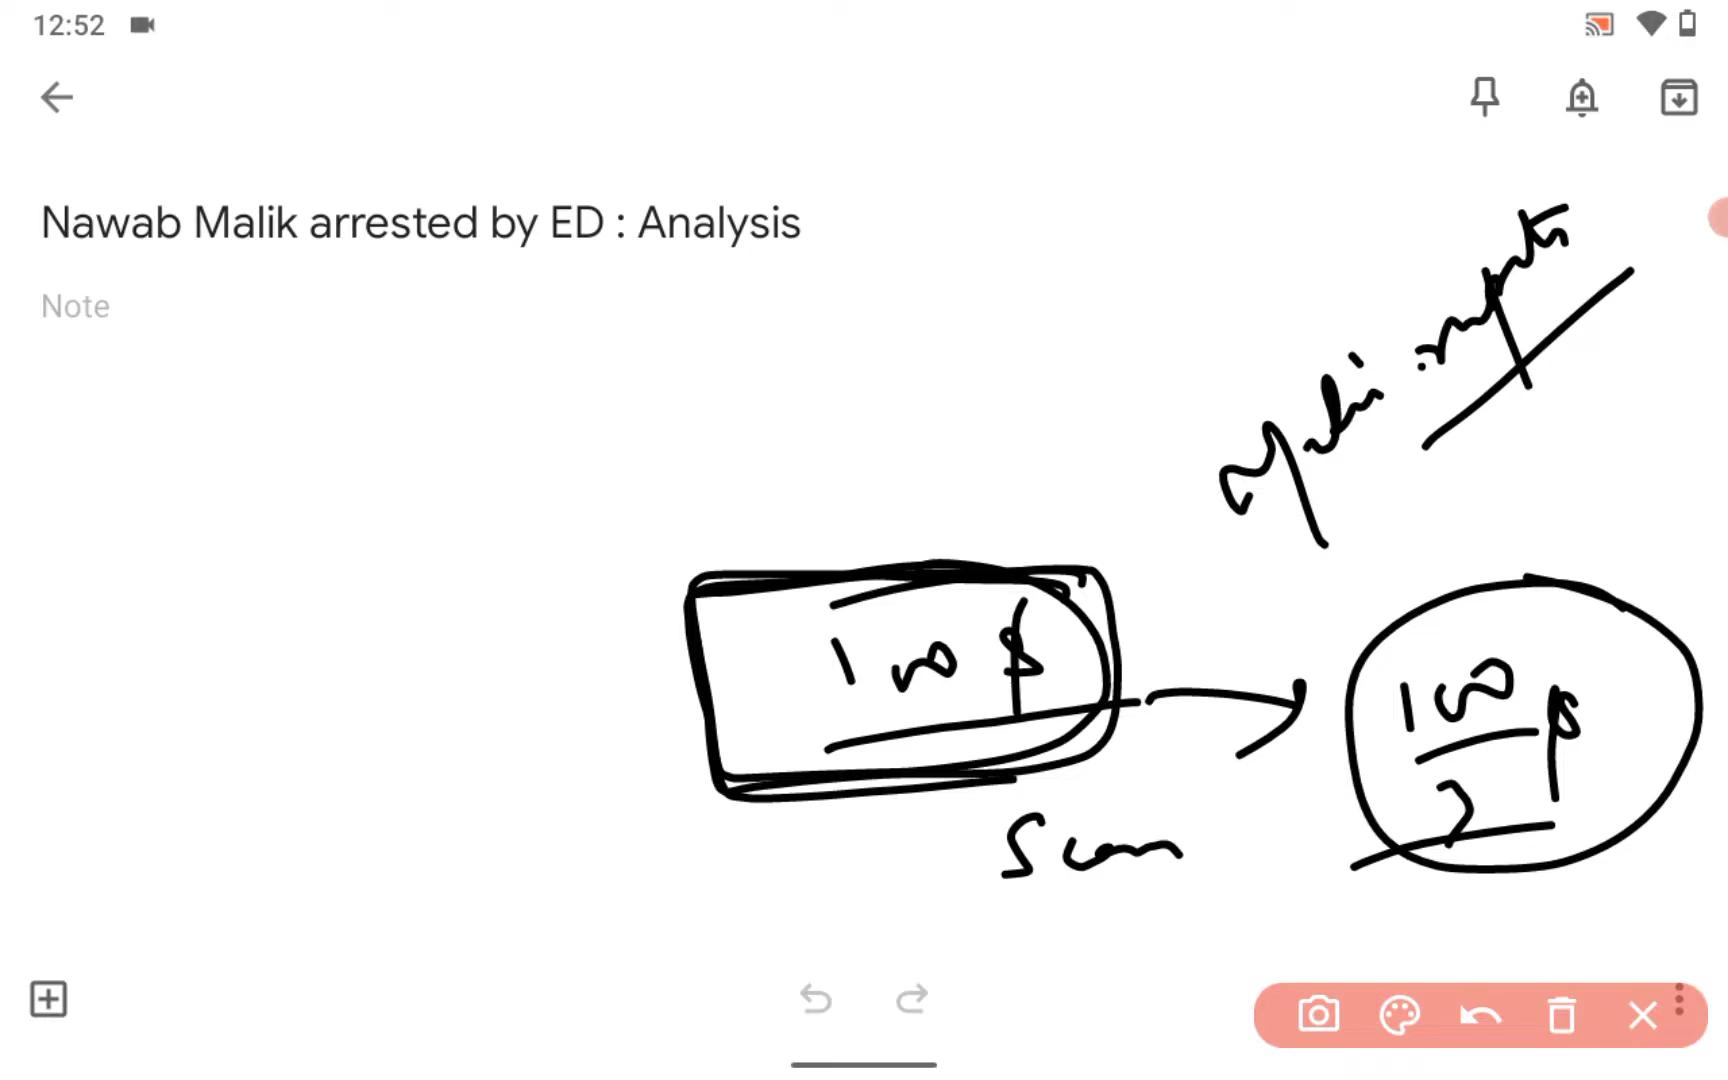 12:52
Nawab Malik arrested by ED : Analysis
Note
100 $
100 $
2
Scam